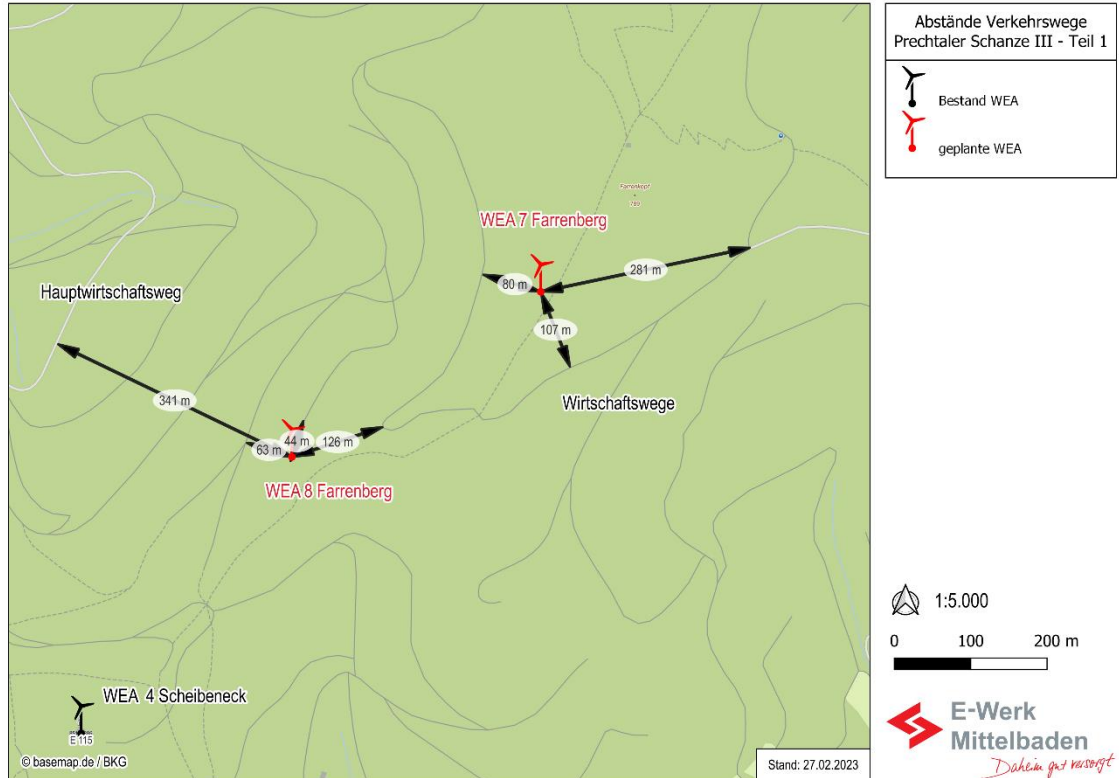 Abstände Verkehrswege
Prechtaler Schanze III - Teil 1
Bestand WEA
geplante WEA
Farrenkopf
789
WEA 7 Farrenberg
281 m
80 m
Hauptwirtschaftsweg
107 m
Wirtschaftswege
341 m
44 m
63 m
126 m
WEA 8 Farrenberg
1:5.000
0 100 200 m
WEA 4 Scheibeneck
E 115
E-Werk
Mittelbaden
Daheim gut versorgt
© basemap.de / BKG
Stand: 27.02.2023